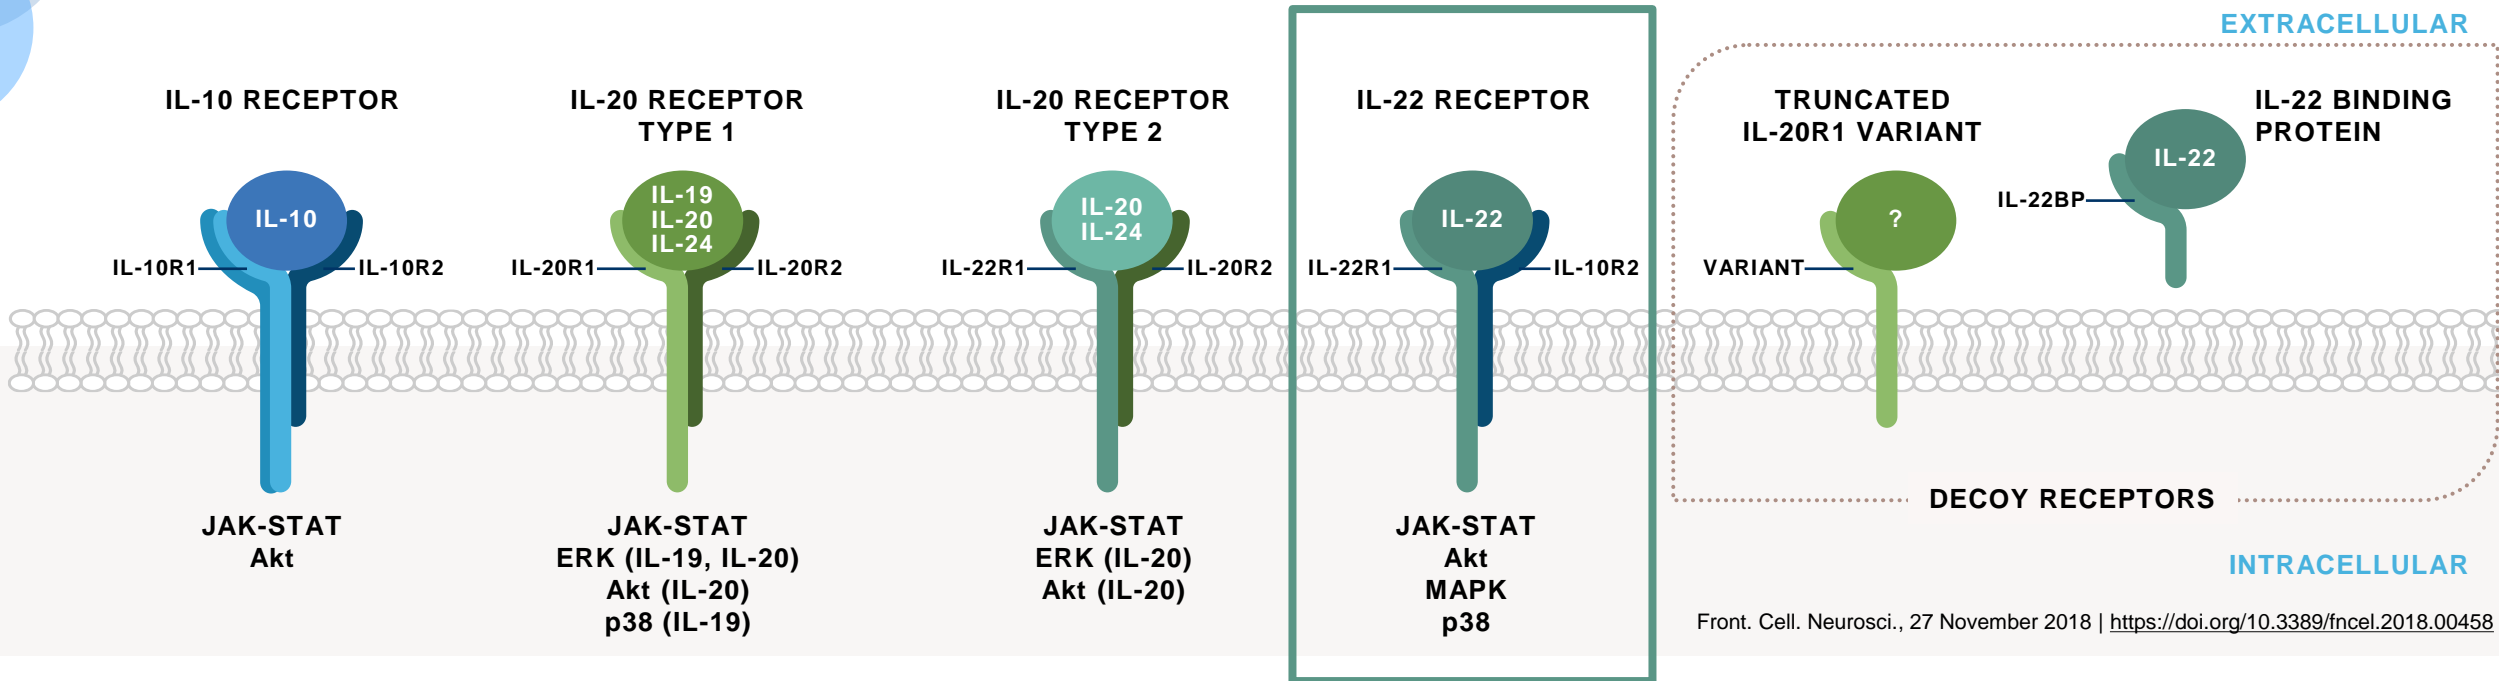 EXTRACELLULAR
IL-10 RECEPTOR
IL-10
IL-10R1
IL-10R2
JAK-STAT
Akt
IL-20 RECEPTOR
TYPE 1
IL-19
IL-20
IL-24
IL-20R1
IL-20R2
JAK-STAT
ERK (IL-19, IL-20)
Akt (IL-20)
p38 (IL-19)
IL-20 RECEPTOR
TYPE 2
IL-20
IL-24
IL-22R1
IL-20R2
JAK-STAT
ERK (IL-20)
Akt (IL-20)
IL-22 RECEPTOR
IL-22
IL-22R1
IL-10R2
JAK-STAT
Akt
MAPK
p38
TRUNCATED
IL-20R1 VARIANT
?
VARIANT
IL-22 BINDING
PROTEIN
IL-22
IL-22BP
DECOY RECEPTORS
INTRACELLULAR
Front. Cell. Neurosci., 27 November 2018 | https://doi.org/10.3389/fncel.2018.00458